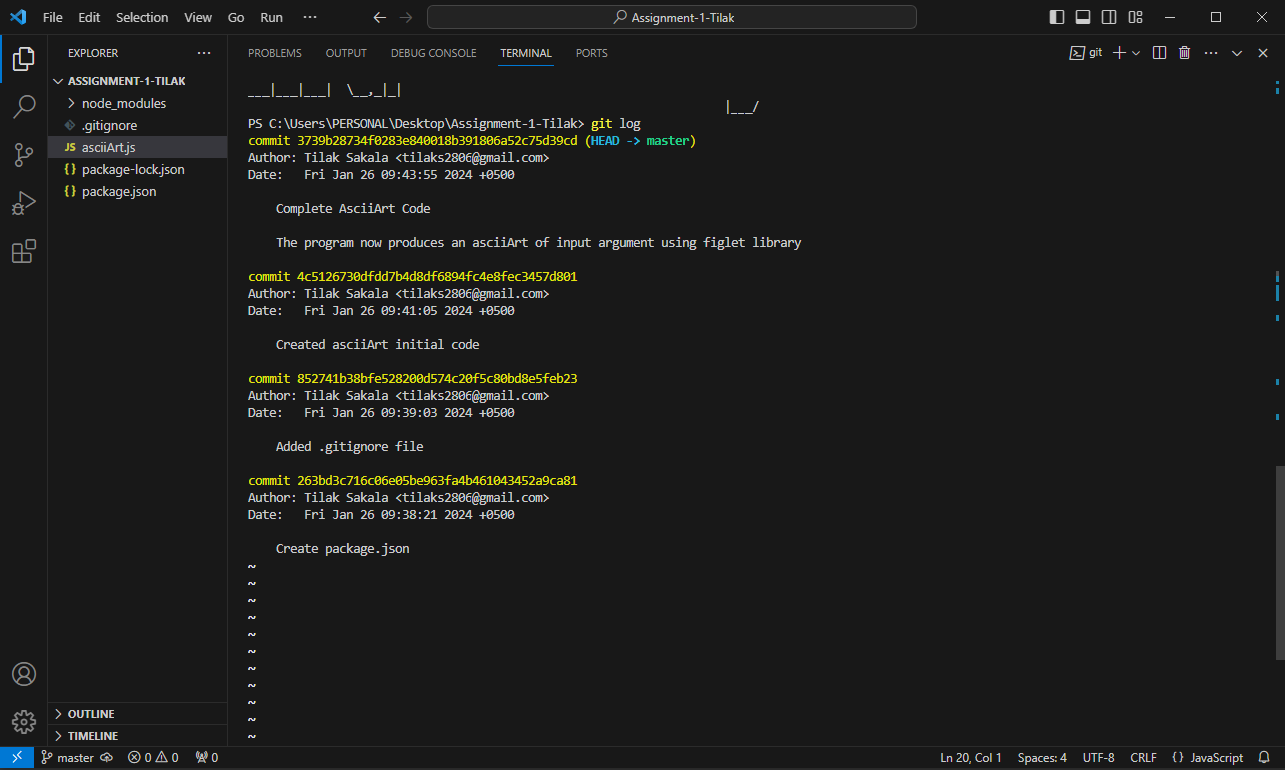 File Edit Selection View Go Run ··· Assignment-1-Tilak
EXPLORER ···
ASSIGNMENT-1-TILAK
node_modules
.gitignore
JS asciiArt.js
{} package-lock.json
{} package.json
OUTLINE
TIMELINE
PROBLEMS OUTPUT DEBUG CONSOLE TERMINAL PORTS git ···
___|___|___|  \__,_|_|
|___/
PS C:\Users\PERSONAL\Desktop\Assignment-1-Tilak> git log
commit 3739b28734f0283e840018b391806a52c75d39cd (HEAD -> master)
Author: Tilak Sakala <tilaks2806@gmail.com>
Date:   Fri Jan 26 09:43:55 2024 +0500
Complete AsciiArt Code
The program now produces an asciiArt of input argument using figlet library
commit 4c5126730dfdd7b4d8df6894fc4e8fec3457d801
Author: Tilak Sakala <tilaks2806@gmail.com>
Date:   Fri Jan 26 09:41:05 2024 +0500
Created asciiArt initial code
commit 852741b38bfe528200d574c20f5c80bd8e5feb23
Author: Tilak Sakala <tilaks2806@gmail.com>
Date:   Fri Jan 26 09:39:03 2024 +0500
Added .gitignore file
commit 263bd3c716c06e05be963fa4b461043452a9ca81
Author: Tilak Sakala <tilaks2806@gmail.com>
Date:   Fri Jan 26 09:38:21 2024 +0500
Create package.json
~
~
~
~
~
~
~
~
~
~
~
master 0 0 0 Ln 20, Col 1 Spaces: 4 UTF-8 CRLF {} JavaScript